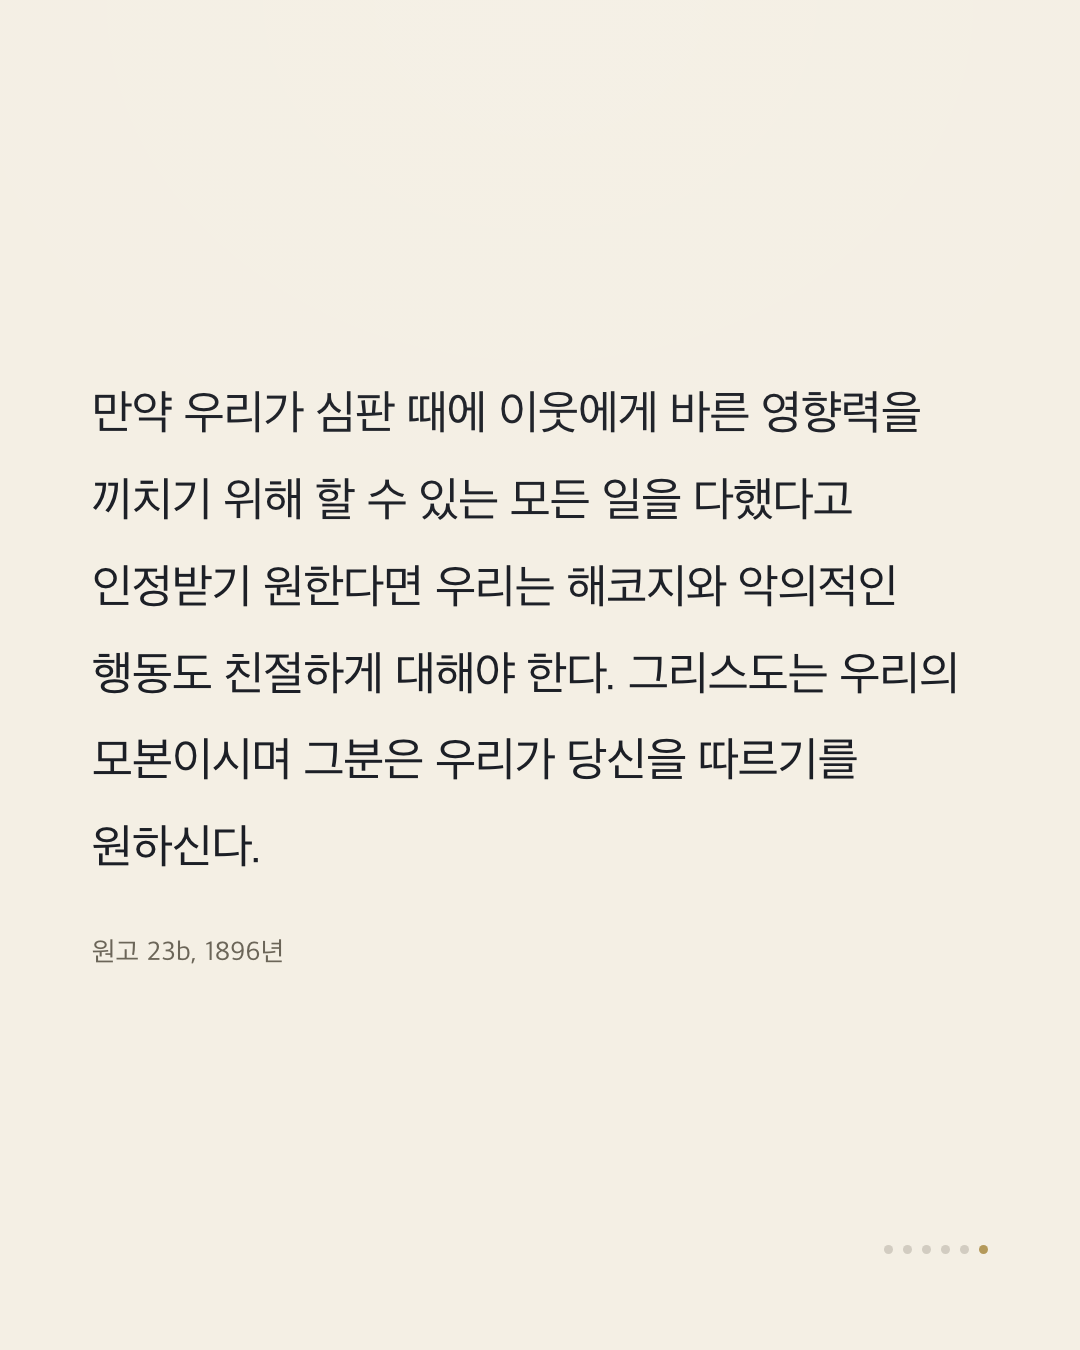 만약 우리가 심판 때에 이웃에게 바른 영향력을
끼치기 위해 할 수 있는 모든 일을 다했다고
인정받기 원한다면 우리는 해코지와 악의적인
행동도 친절하게 대해야 한다. 그리스도는 우리의
모본이시며 그분은 우리가 당신을 따르기를
원하신다.
원고 23b, 1896년